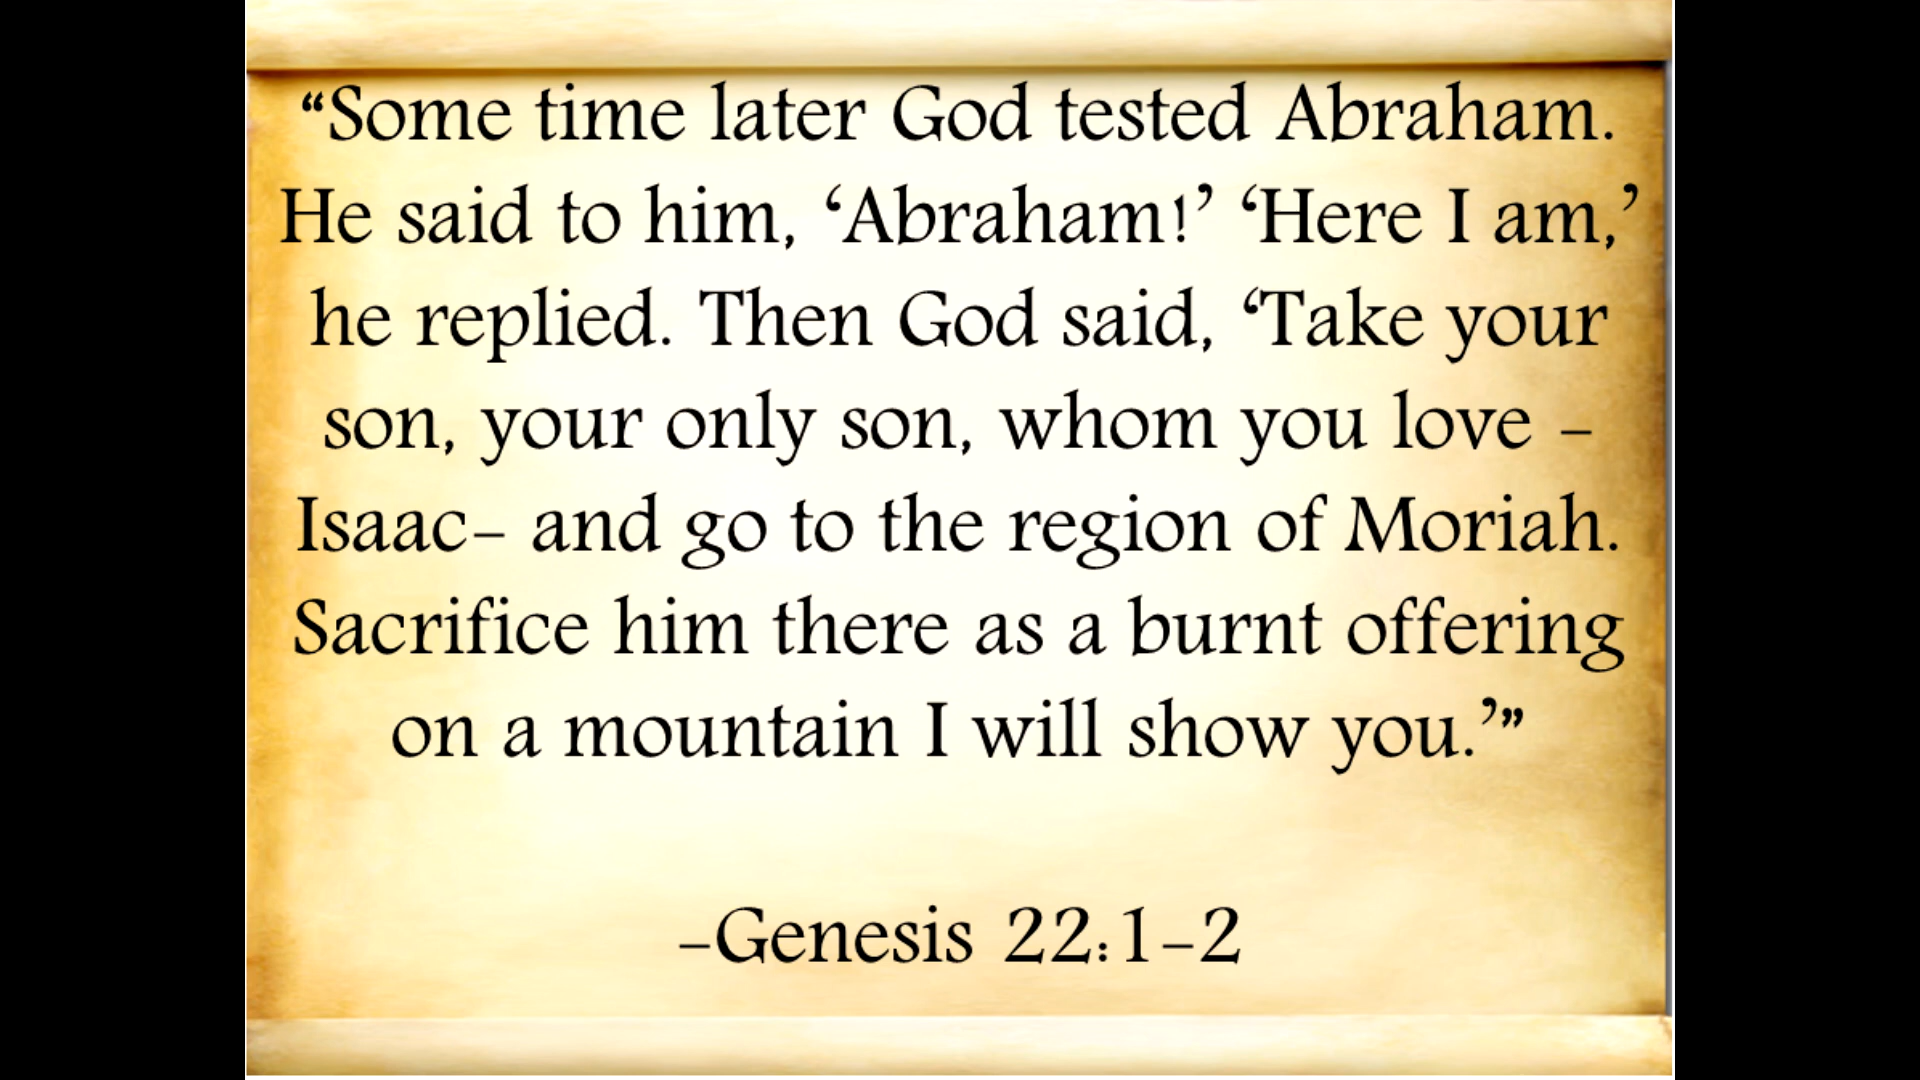 “Some time later God tested Abraham.
He said to him, ‘Abraham!’ ‘Here I am,’
he replied. Then God said, ‘Take your
son, your only son, whom you love –
Isaac– and go to the region of Moriah.
Sacrifice him there as a burnt offering
on a mountain I will show you.’”
–Genesis 22:1–2